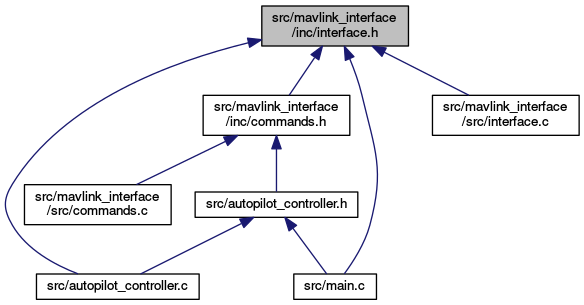 src/mavlink_interface
/inc/interface.h
src/mavlink_interface
/inc/commands.h
src/mavlink_interface
/src/interface.c
src/mavlink_interface
/src/commands.c
src/autopilot_controller.h
src/autopilot_controller.c
src/main.c